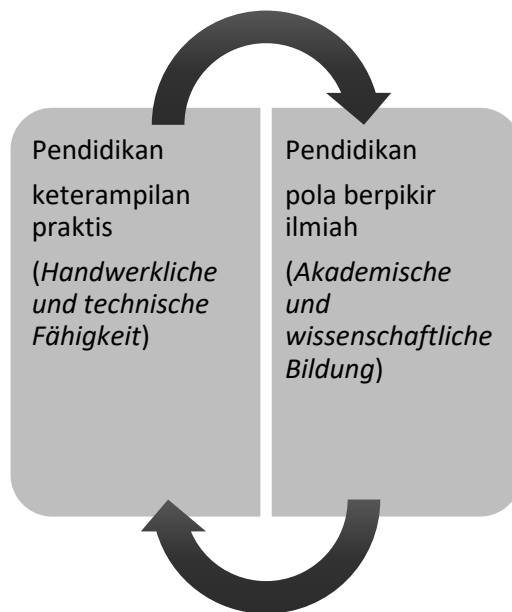 Pendidikan
keterampilan
praktis
(Handwerkliche
und technische
Fähigkeit)
Pendidikan
pola berpikir
ilmiah
(Akademische
und
wissenschaftliche
Bildung)